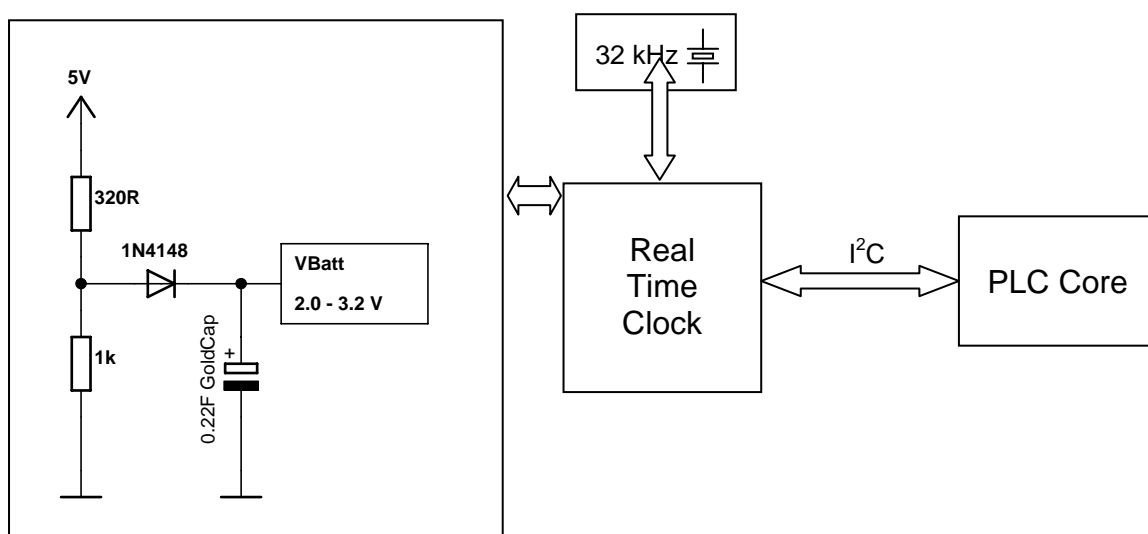 5V
320R
1N4148
VBatt
2.0 - 3.2 V
1k
+
0.22F GoldCap
32 kHz
Real
Time
Clock
I²C
PLC Core